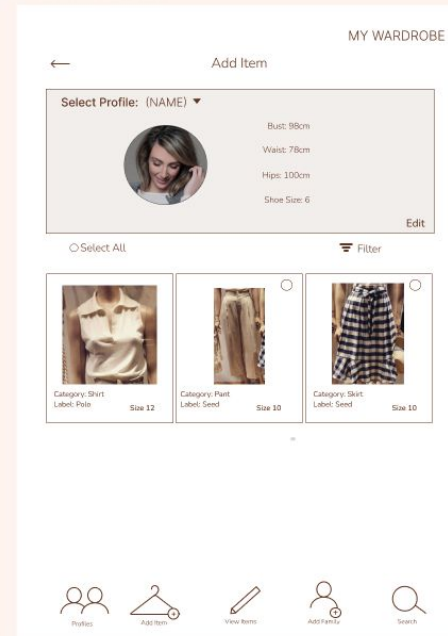 MY WARDROBE
Add Item
Select Profile: (NAME)
Bust: 98cm
Waist: 78cm
Hips: 100cm
Shoe Size: 6
Edit
Select All
Filter
Category: Shirt
Label: Polo
Size 12
Category: Pant
Label: Seed
Size 10
Category: Skirt
Label: Seed
Size 10
Profiles
Add Item
View Items
Add Family
Search